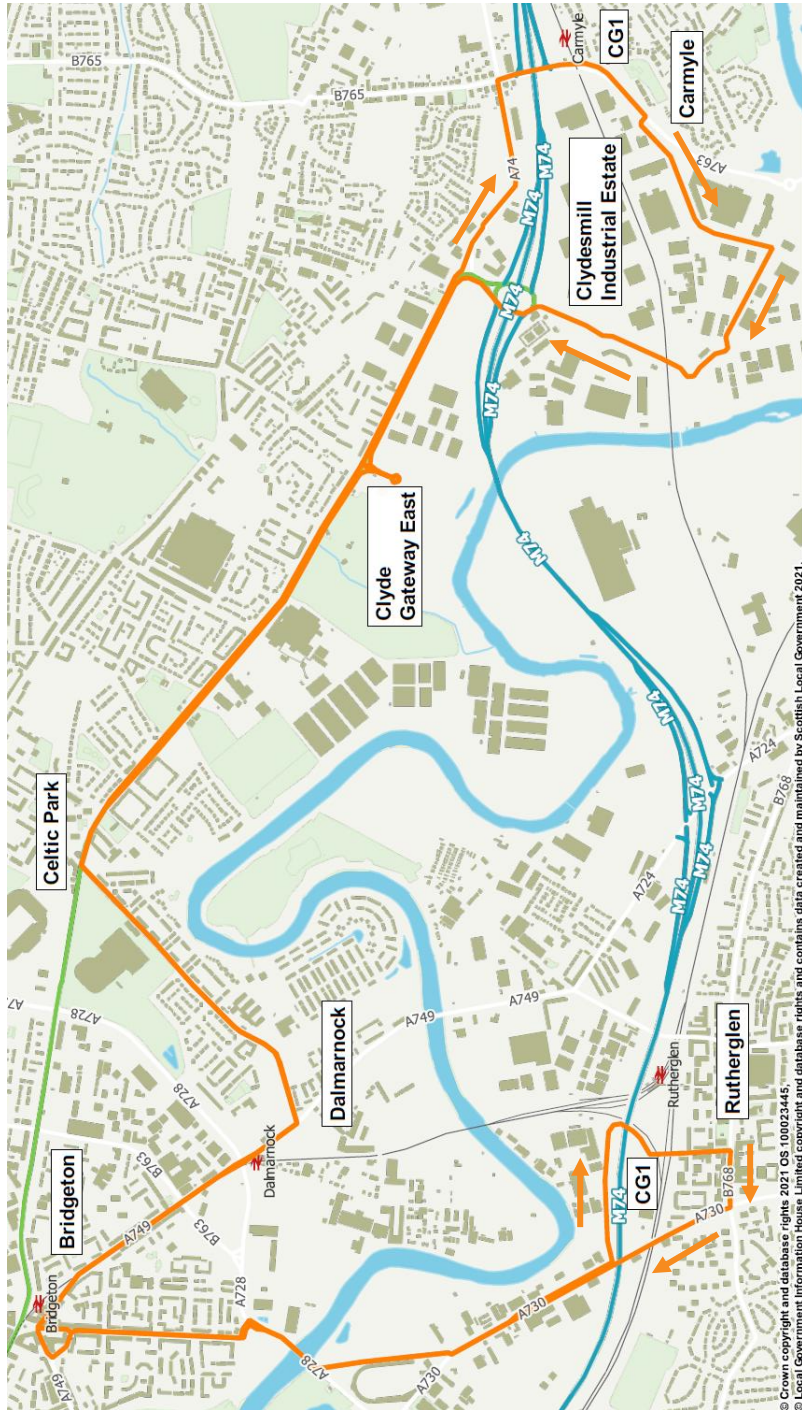 B765
B765
Carmyle
CG1
Carmyle
A763
A74
M74
M74
M74
M74
Clydesmill
Industrial Estate
Clyde
Gateway East
M74
Celtic Park
A728
A728
Bridgeton
Bridgeton
A749
A749
B763
B763
Dalmarnock
Dalmarnock
A728
A728
A749
A724
A724
M74
M74
M74
M74
B768
Rutherglen
Rutherglen
CG1
M74
B768
A730
A730
A730
© Crown copyright and database rights 2021 OS 100023445,
© Local Government Information House Limited copyright and database rights and contains data created and maintained by Scottish Local Government 2021.